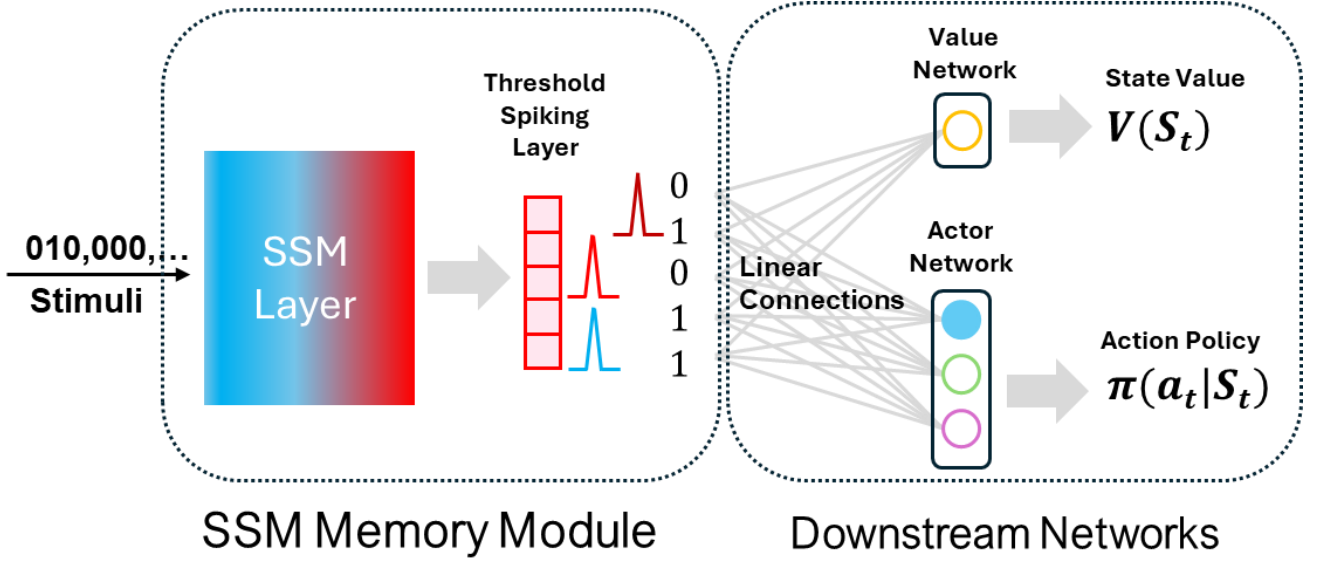 010,000,...
Stimuli
SSM
Layer
Threshold
Spiking
Layer
0
1
0
1
1
Linear
Connections
Value
Network
State Value
V(S_t)
Actor
Network
Action Policy
π(a_t|S_t)
SSM Memory Module
Downstream Networks